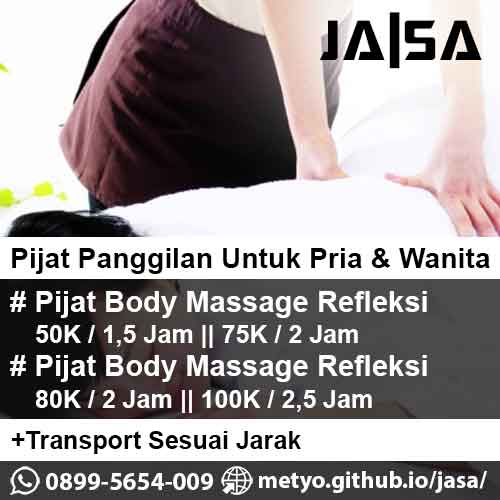 JA|SA
Pijat Panggilan Untuk Pria & Wanita
# Pijat Body Massage Refleksi
50K / 1,5 Jam || 75K / 2 Jam
# Pijat Body Massage Refleksi
80K / 2 Jam || 100K / 2,5 Jam
+Transport Sesuai Jarak
0899-5654-009 metyo.github.io/jasa/